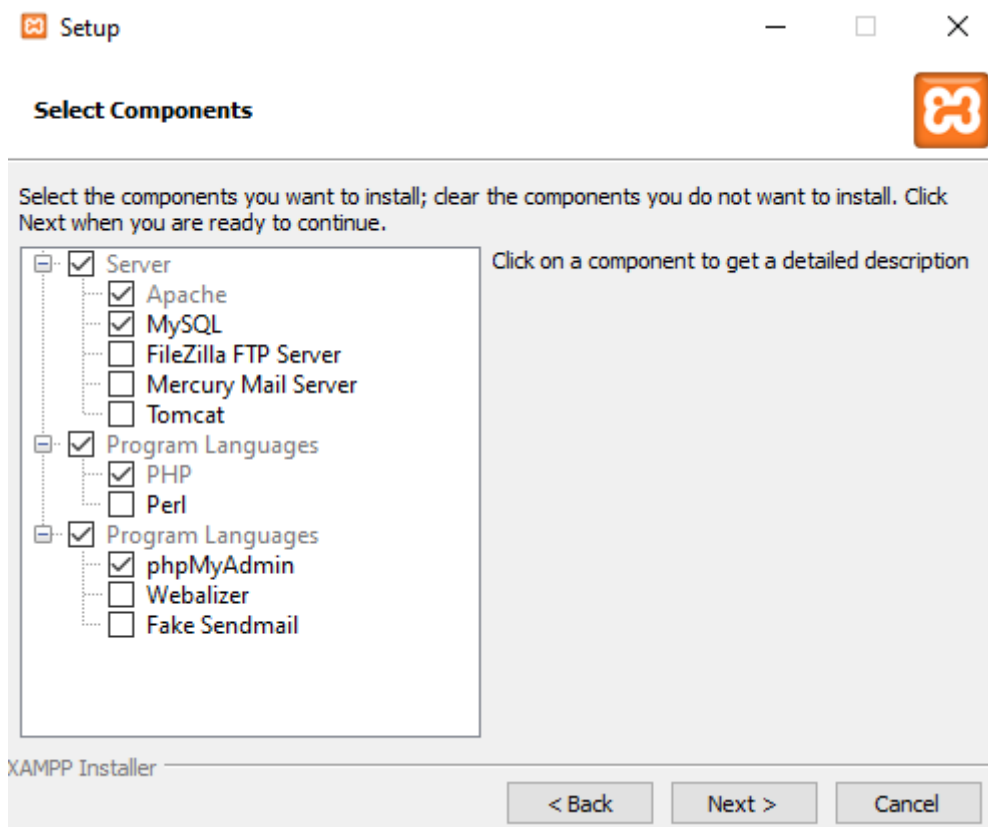 Setup
Select Components
Select the components you want to install; clear the components you do not want to install. Click
Next when you are ready to continue.
Server
Click on a component to get a detailed description
Apache
MySQL
FileZilla FTP Server
Mercury Mail Server
Tomcat
Program Languages
PHP
Perl
Program Languages
phpMyAdmin
Webalizer
Fake Sendmail
XAMPP Installer
< Back
Next >
Cancel